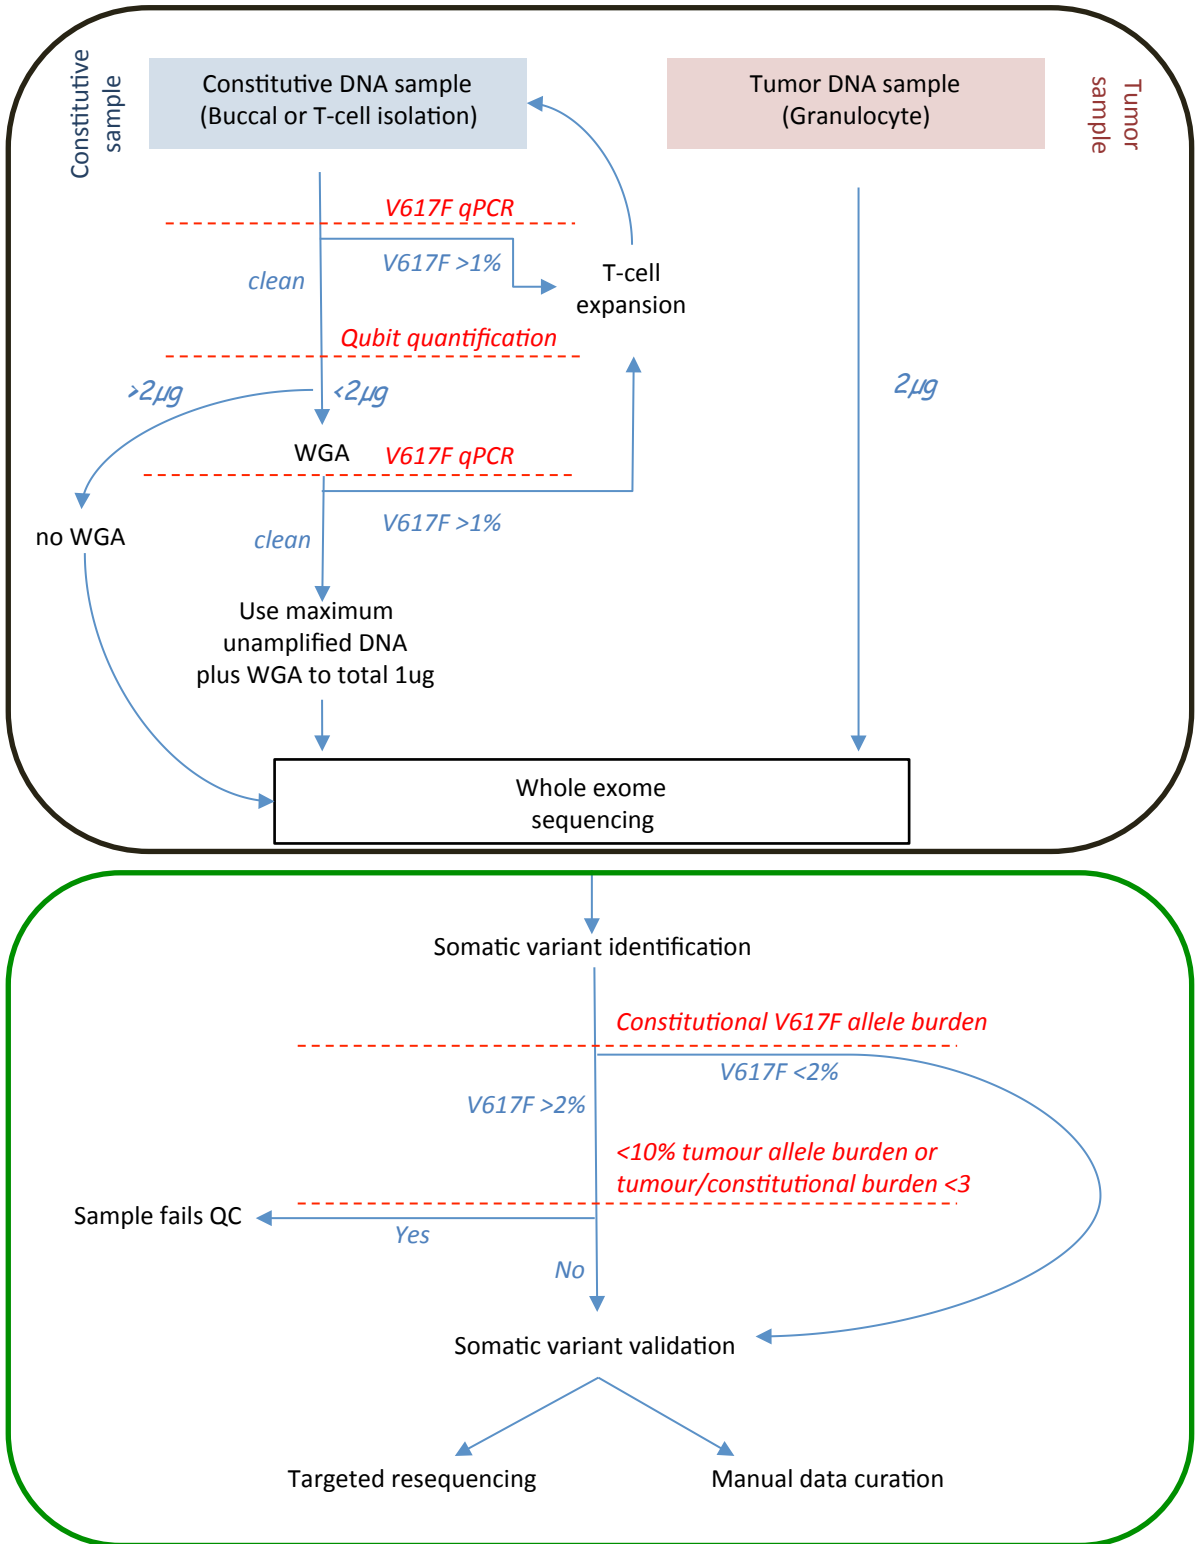 Constitutive
sample
Constitutive DNA sample
(Buccal or T-cell isolation)
Tumor DNA sample
(Granulocyte)
Tumor
sample
V617F qPCR
V617F >1%
clean
T-cell
expansion
Qubit quantification
>2µg
<2µg
2µg
WGA
V617F qPCR
V617F >1%
no WGA
clean
Use maximum
unamplified DNA
plus WGA to total 1ug
Whole exome
sequencing
Somatic variant identification
Constitutional V617F allele burden
V617F <2%
V617F >2%
<10% tumour allele burden or
tumour/constitutional burden <3
Sample fails QC
Yes
No
Somatic variant validation
Targeted resequencing
Manual data curation